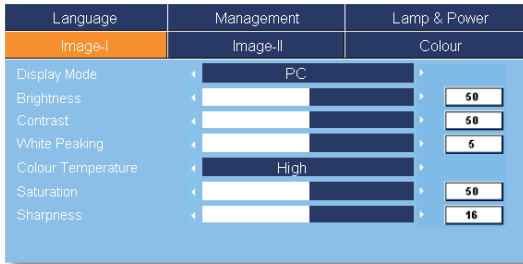 Language Management Lamp & Power
Image-I Image-II Colour
Display Mode PC
Brightness 50
Contrast 50
White Peaking 5
Colour Temperature High
Saturation 50
Sharpness 16